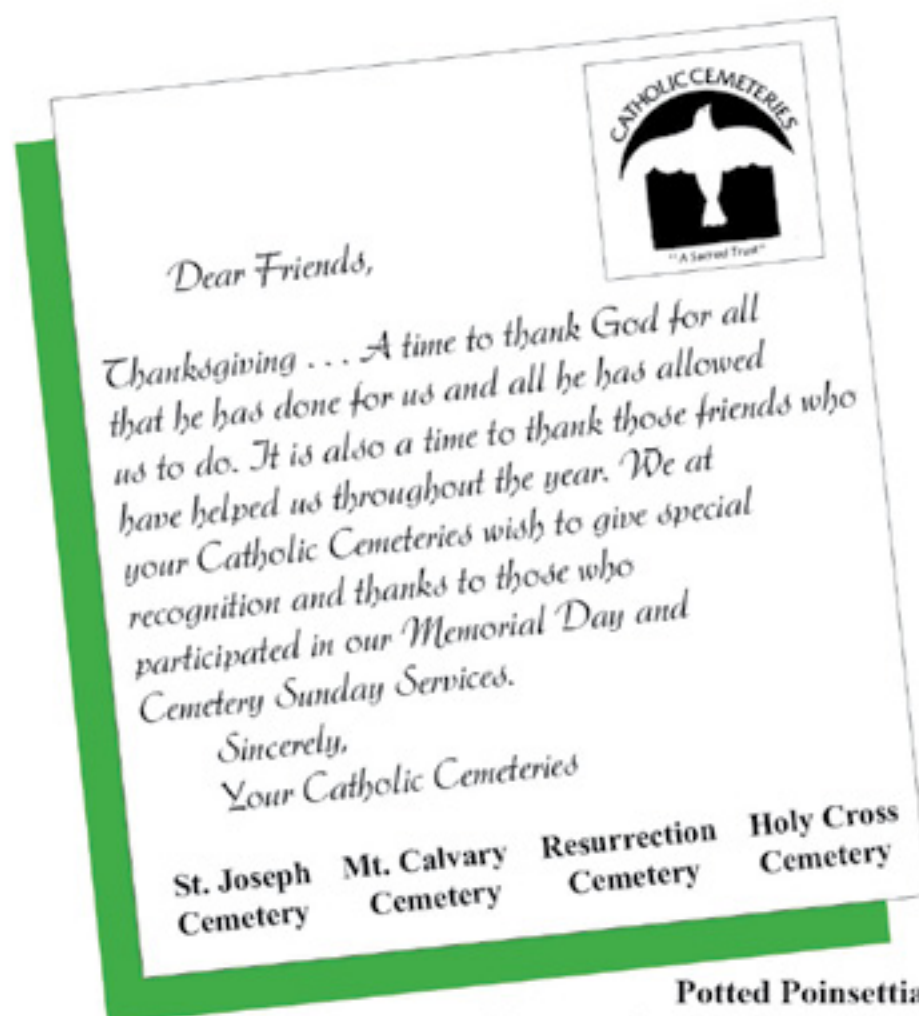 CATHOLIC CEMETERIES
"A Sacred Trust"
Dear Friends,
Thanksgiving . . . A time to thank God for all
that he has done for us and all he has allowed
us to do. It is also a time to thank those friends who
have helped us throughout the year. We at
your Catholic Cemeteries wish to give special
recognition and thanks to those who
participated in our Memorial Day and
Cemetery Sunday Services.
Sincerely,
Your Catholic Cemeteries
St. Joseph Cemetery
Mt. Calvary Cemetery
Resurrection Cemetery
Holy Cross Cemetery
Potted Poinsettia